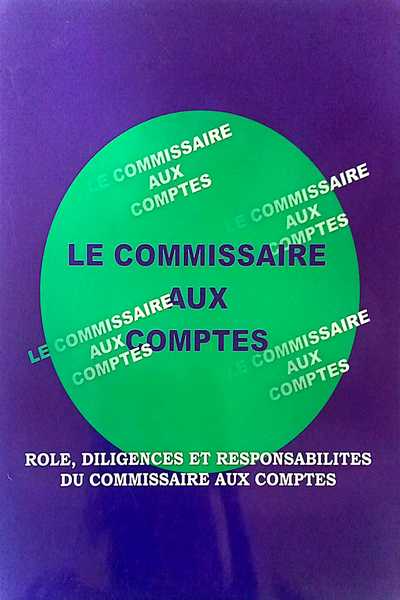 LE COMMISSAIRE
AUX
COMPTES
LE COMMISSAIRE
AUX
COMPTES
LE COMMISSAIRE
AUX
COMPTES
LE COMMISSAIRE
AUX
COMPTES
LE COMMISSAIRE
AUX
COMPTES
ROLE, DILIGENCES ET RESPONSABILITES
DU COMMISSAIRE AUX COMPTES